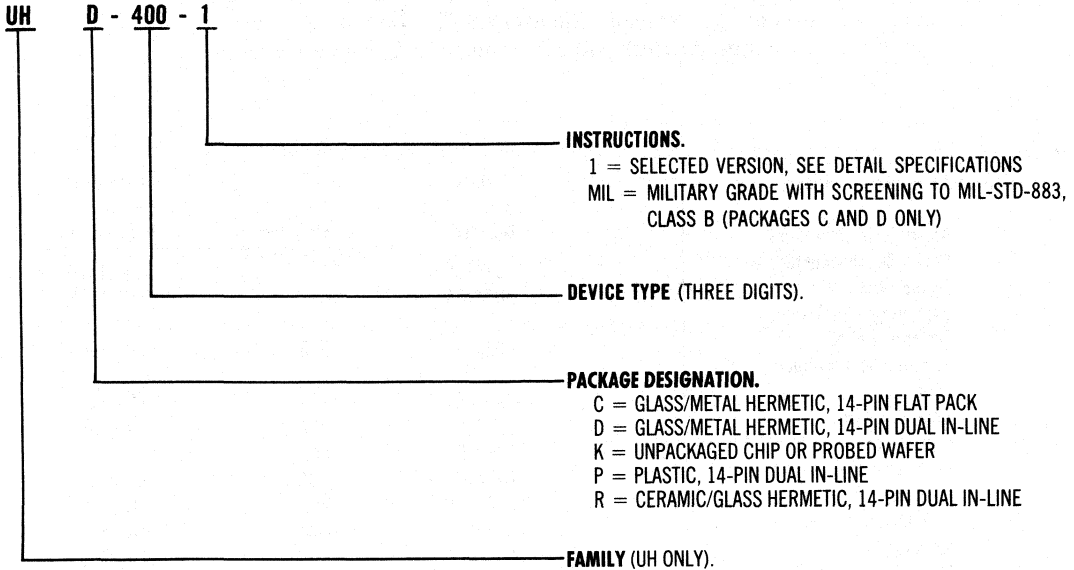 UH D - 400 - 1
INSTRUCTIONS.
1 = SELECTED VERSION, SEE DETAIL SPECIFICATIONS
MIL = MILITARY GRADE WITH SCREENING TO MIL-STD-883,
CLASS B (PACKAGES C AND D ONLY)
DEVICE TYPE (THREE DIGITS).
PACKAGE DESIGNATION.
C = GLASS/METAL HERMETIC, 14-PIN FLAT PACK
D = GLASS/METAL HERMETIC, 14-PIN DUAL IN-LINE
K = UNPACKAGED CHIP OR PROBED WAFER
P = PLASTIC, 14-PIN DUAL IN-LINE
R = CERAMIC/GLASS HERMETIC, 14-PIN DUAL IN-LINE
FAMILY (UH ONLY).